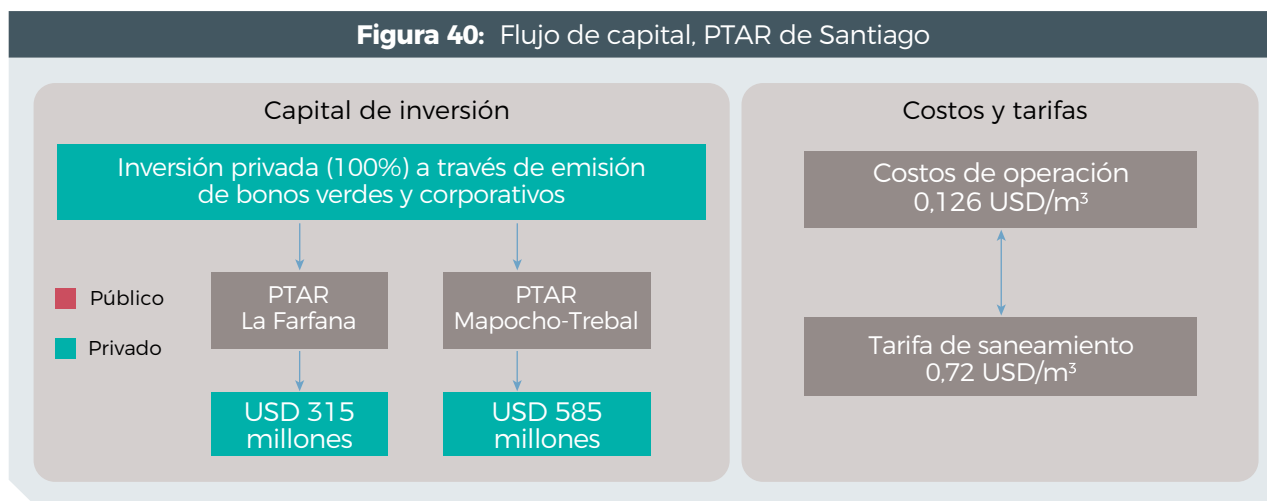 Figura 40: Flujo de capital, PTAR de Santiago
Capital de inversión
Inversión privada (100%) a través de emisión
de bonos verdes y corporativos
Público
Privado
PTAR
La Farfana
PTAR
Mapocho-Trebal
USD 315
millones
USD 585
millones
Costos y tarifas
Costos de operación
0,126 USD/m³
Tarifa de saneamiento
0,72 USD/m³